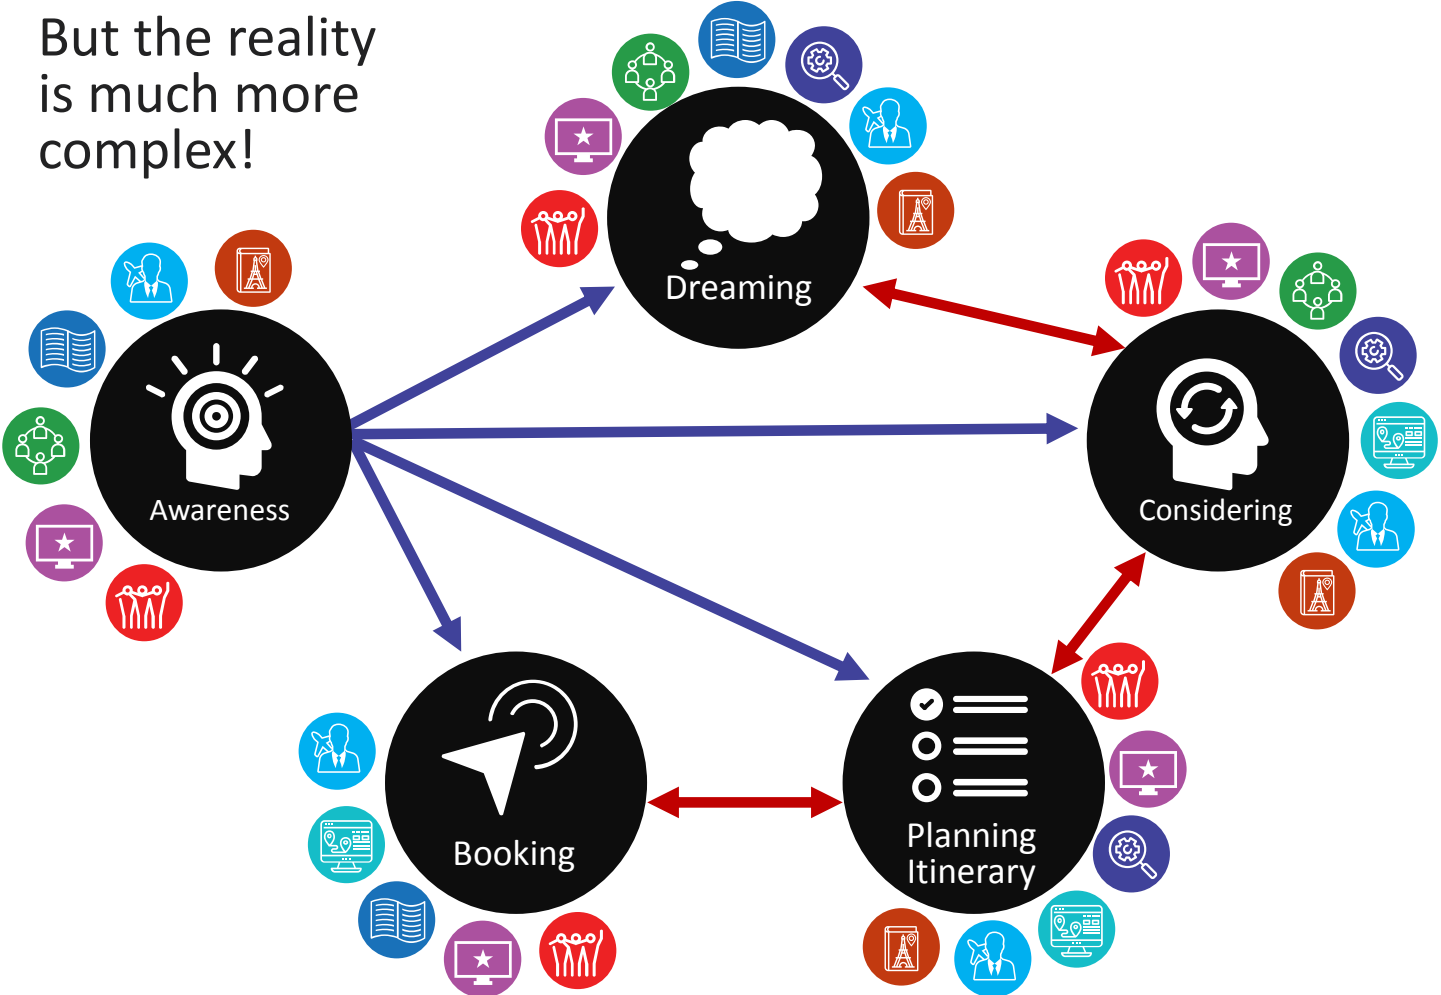 But the reality
is much more
complex!
Dreaming
Awareness
Considering
Booking
Planning
Itinerary